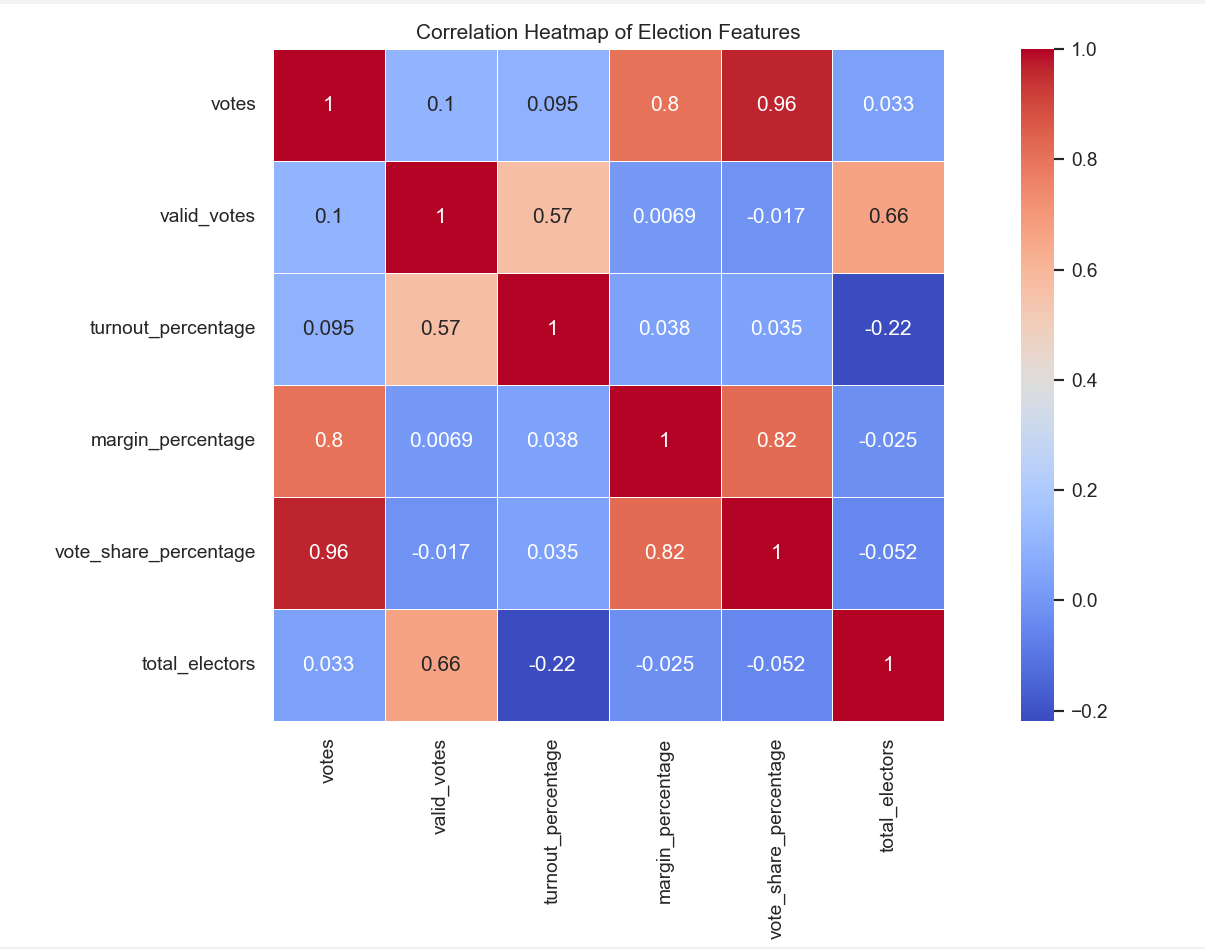 Correlation Heatmap of Election Features
votes 1 0.1 0.095 0.8 0.96 0.033
valid_votes 0.1 1 0.57 0.0069 -0.017 0.66
turnout_percentage 0.095 0.57 1 0.038 0.035 -0.22
margin_percentage 0.8 0.0069 0.038 1 0.82 -0.025
vote_share_percentage 0.96 -0.017 0.035 0.82 1 -0.052
total_electors 0.033 0.66 -0.22 -0.025 -0.052 1
votes
valid_votes
turnout_percentage
margin_percentage
vote_share_percentage
total_electors
1.0
0.8
0.6
0.4
0.2
0.0
−0.2